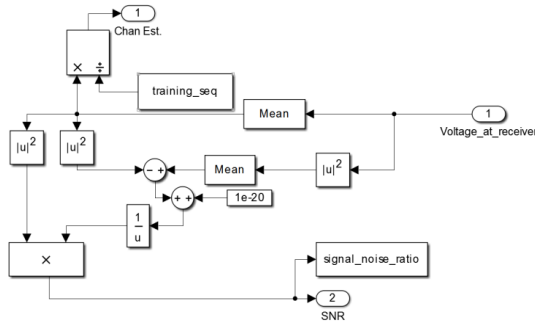 1
Chan Est.
× ÷
training_seq
Mean
1
Voltage_at_receiver
|u|²
|u|²
− +
Mean
|u|²
+ +
1e-20
1
u
×
signal_noise_ratio
2
SNR